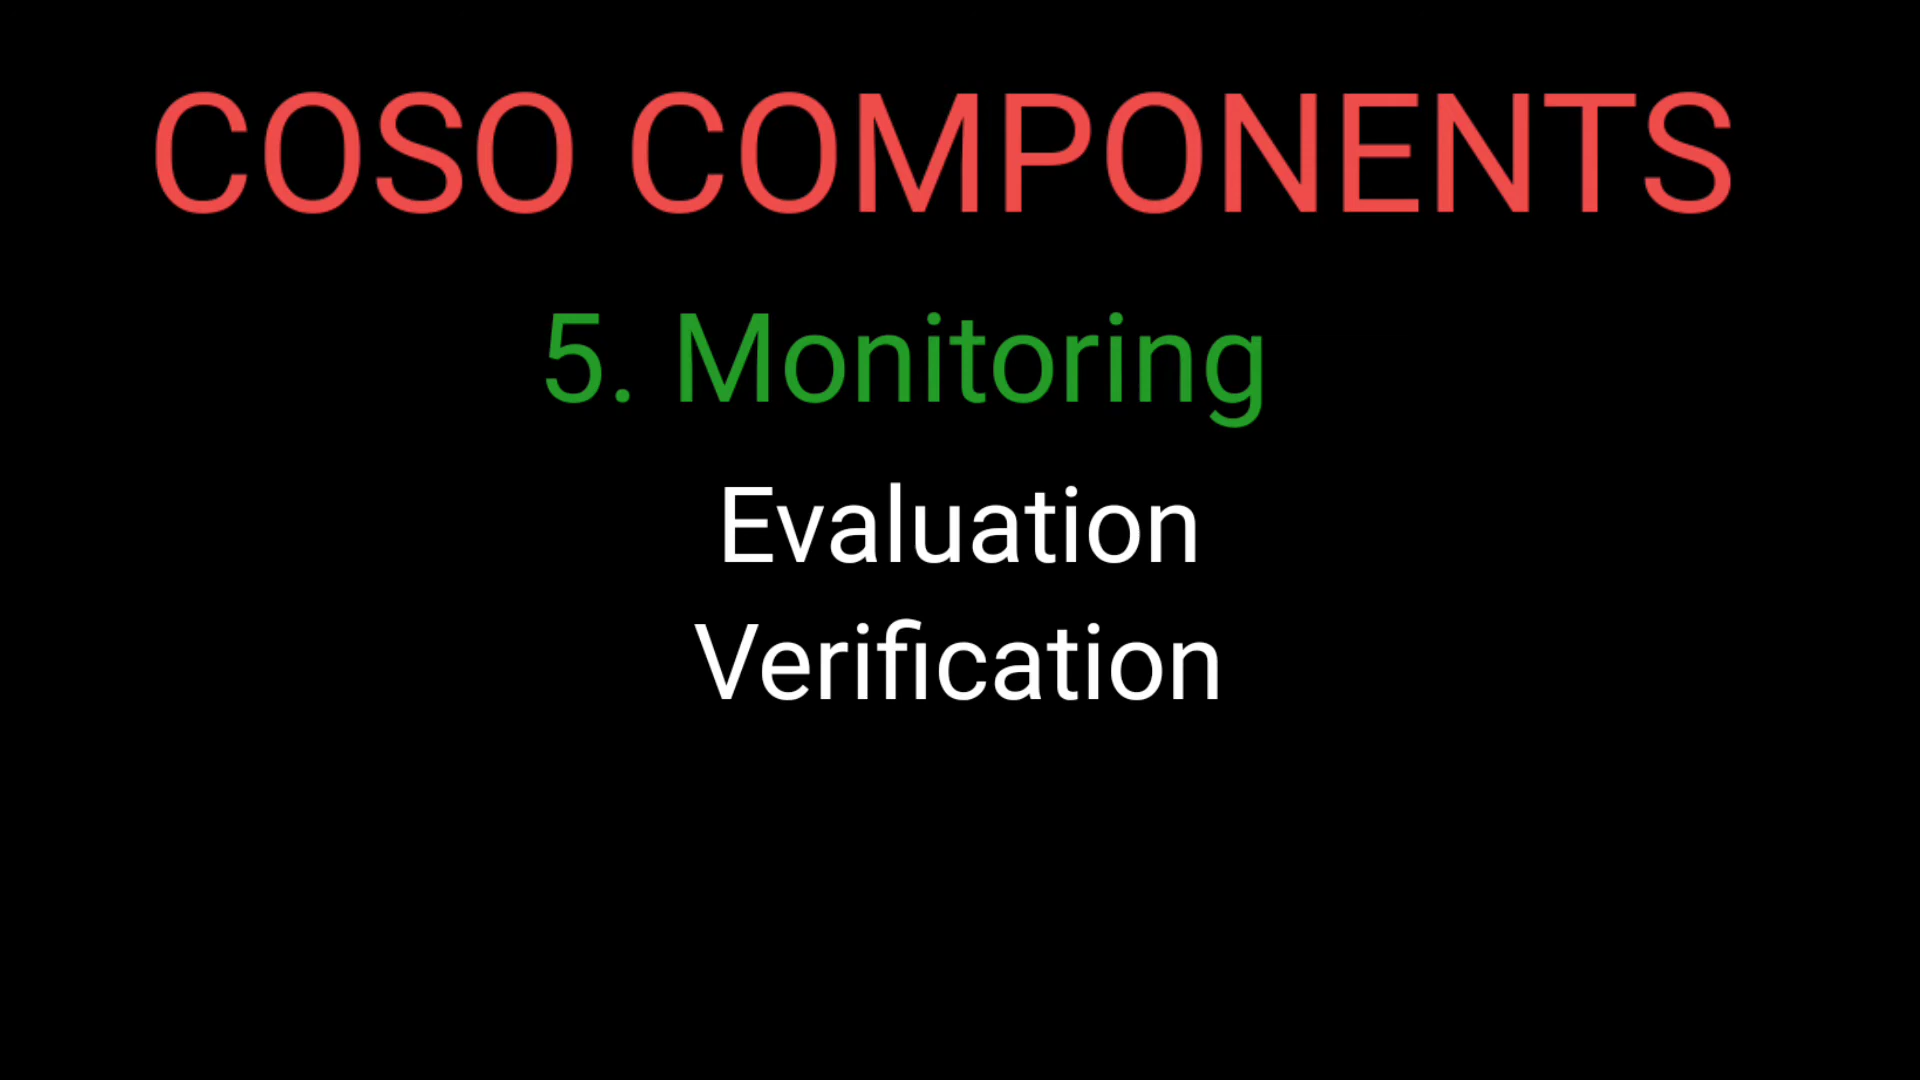 COSO COMPONENTS
5. Monitoring
Evaluation
Verification